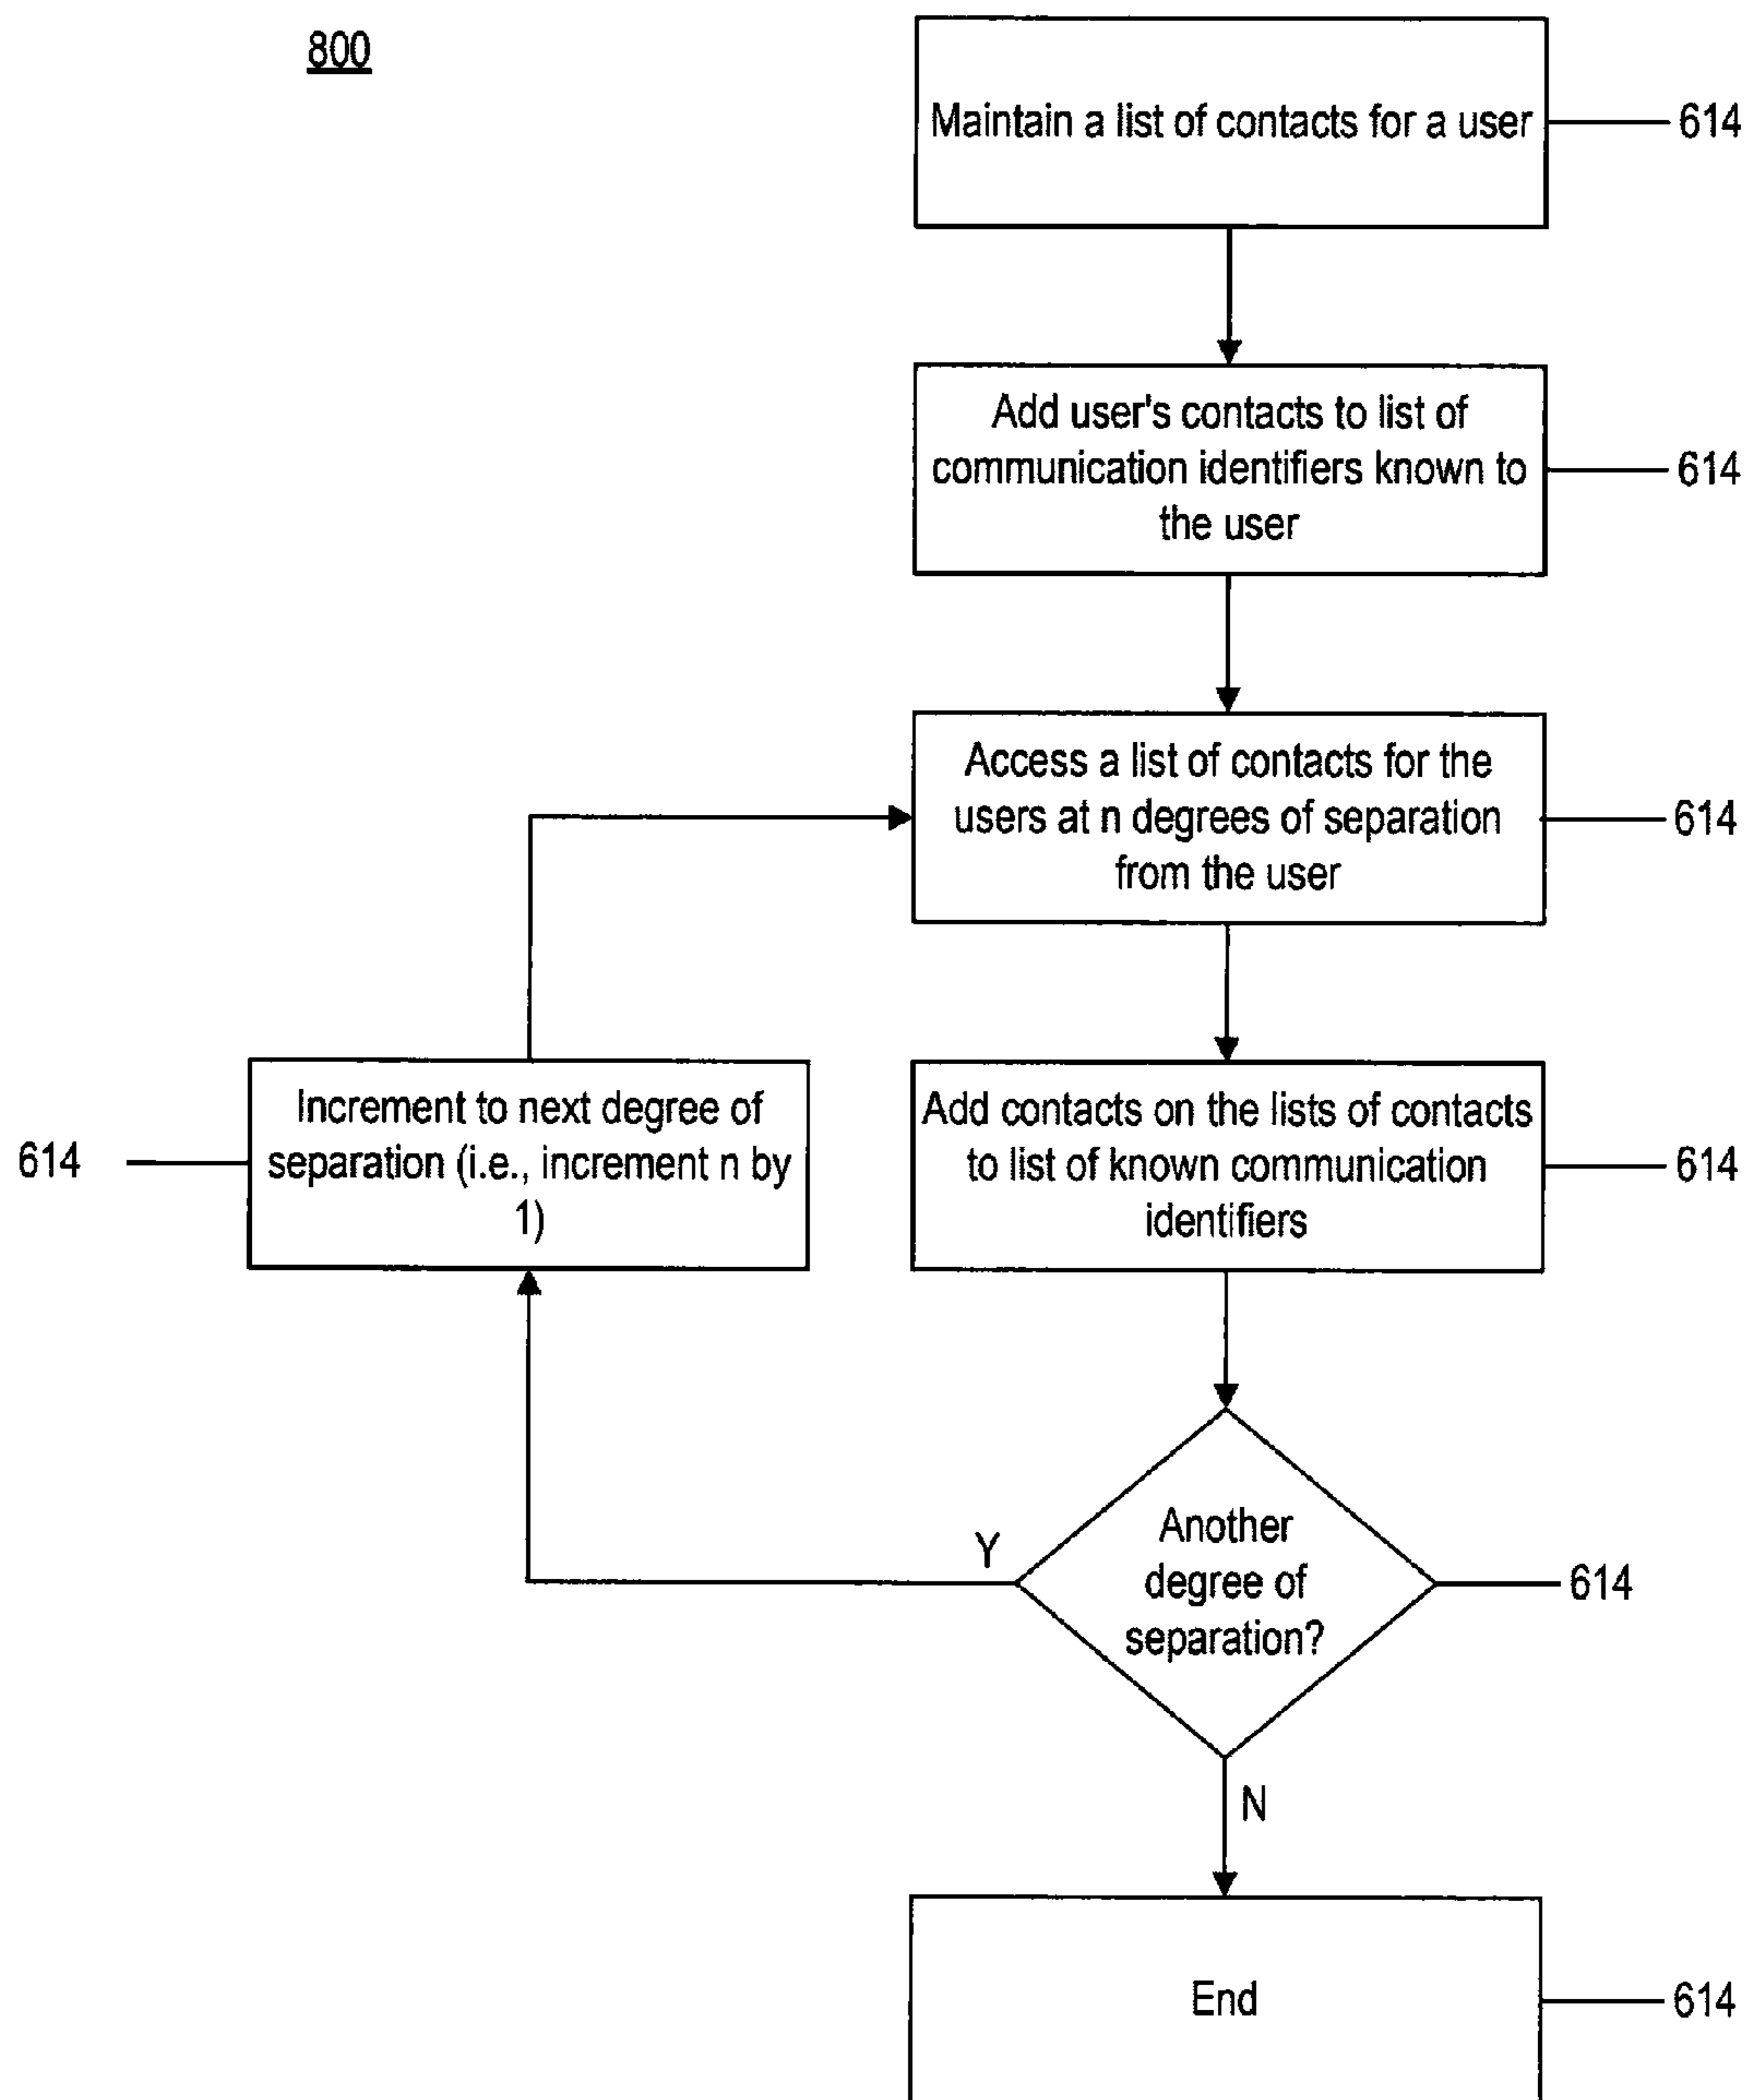 800
Maintain a list of contacts for a user
614
Add user's contacts to list of
communication identifiers known to
the user
614
Access a list of contacts for the
users at n degrees of separation
from the user
614
Increment to next degree of
separation (i.e., increment n by
1)
614
Add contacts on the lists of contacts
to list of known communication
identifiers
614
Another
degree of
separation?
614
Y
N
End
614